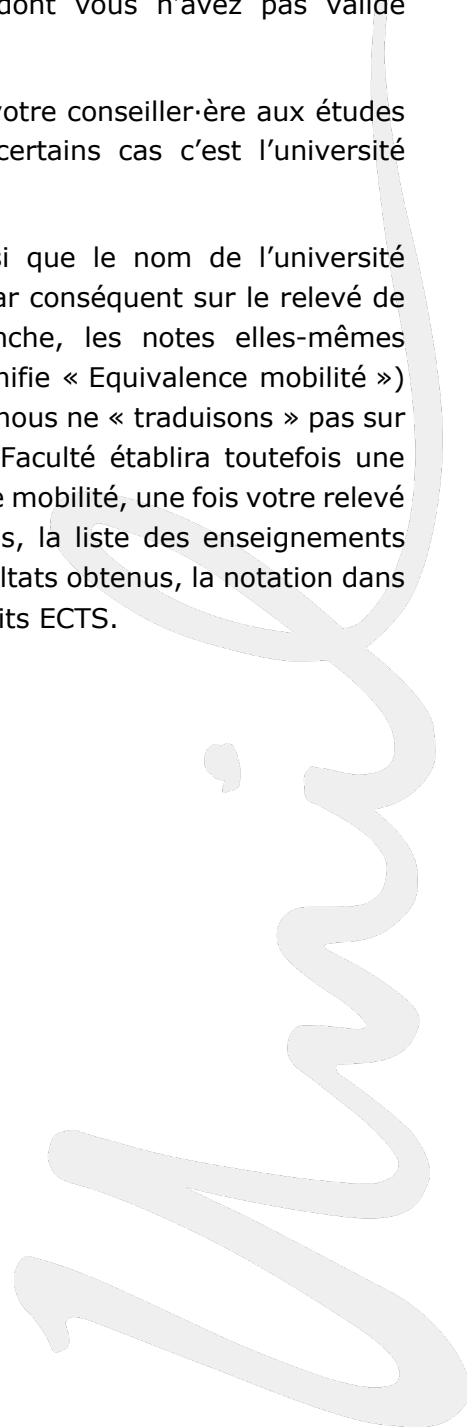 dont vous n'avez pas validé
votre conseiller·ère aux études
certains cas c'est l'université
si que le nom de l'université
ar conséquent sur le relevé de
nche, les notes elles-mêmes
nifie « Equivalence mobilité »)
nous ne « traduisons » pas sur
Faculté établira toutefois une
e mobilité, une fois votre relevé
s, la liste des enseignements
ltats obtenus, la notation dans
its ECTS.
Unil